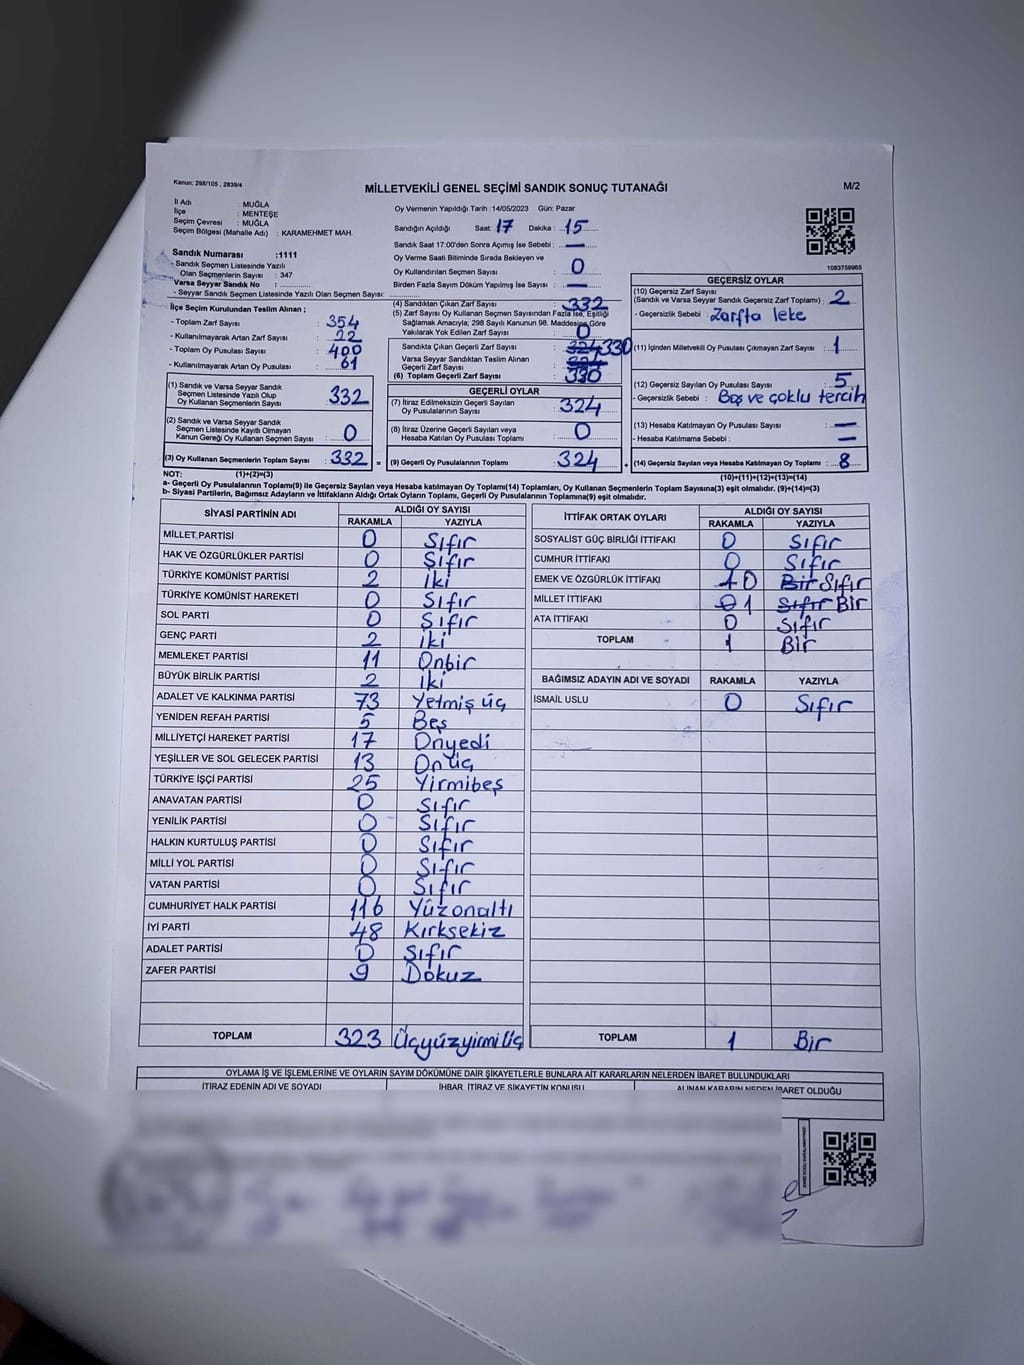 Kanun: 298/105 , 2839/4
MİLLETVEKİLİ GENEL SEÇİMİ SANDIK SONUÇ TUTANAĞI
M/2
İl Adı : MUĞLA
İlçe : MENTEŞE
Seçim Çevresi : MUĞLA
Seçim Bölgesi (Mahalle Adı) : KARAMEHMET MAH.
Sandık Numarası :1111
- Sandık Seçmen Listesinde Yazılı
Olan Seçmenlerin Sayısı : 347
Varsa Seyyar Sandık No :
- Seyyar Sandık Seçmen Listesinde Yazılı Olan Seçmen Sayısı:
İlçe Seçim Kurulundan Teslim Alınan ;
- Toplam Zarf Sayısı : 354
- Kullanılmayarak Artan Zarf Sayısı : 22
- Toplam Oy Pusulası Sayısı : 400
- Kullanılmayarak Artan Oy Pusulası : 61
(1) Sandık ve Varsa Seyyar Sandık
Seçmen Listesinde Yazılı Olup
Oy Kullanan Seçmenlerin Sayısı : 332
(2) Sandık ve Varsa Seyyar Sandık
Seçmen Listesinde Kayıtlı Olmayan
Kanun Gereği Oy Kullanan Seçmen Sayısı : 0
(3) Oy Kullanan Seçmenlerin Toplam Sayısı : 332 =
Oy Vermenin Yapıldığı Tarih :14/05/2023 Gün: Pazar
Sandığın Açıldığı Saat: 17 Dakika : 15
Sandık Saat 17:00'den Sonra Açımış İse Sebebi : —
Oy Verme Saati Bitiminde Sırada Bekleyen ve
Oy Kullandırılan Seçmen Sayısı : 0
Birden Fazla Sayım Döküm Yapılmış İse Sayısı : —
(4) Sandıktan Çıkan Zarf Sayısı : 332
(5) Zarf Sayısı Oy Kullanan Seçmen Sayısından Fazla İse, Eşitliği
Sağlamak Amacıyla, 298 Sayılı Kanunun 98. Maddesine Göre
Yakılarak Yok Edilen Zarf Sayısı : 0
Sandıkta Çıkan Geçerli Zarf Sayısı : 324 330
Varsa Seyyar Sandıktan Teslim Alınan
Geçerli Zarf Sayısı :
(6) Toplam Geçerli Zarf Sayısı : 330
GEÇERLİ OYLAR
(7) İtiraz Edilmeksizin Geçerli Sayılan
Oy Pusulalarının Sayısı : 324
(8) İtiraz Üzerine Geçerli Sayılan veya
Hesaba Katılan Oy Pusulası Toplamı : 0
(9) Geçerli Oy Pusulalarının Toplamı : 324 +
1083759965
GEÇERSİZ OYLAR
(10) Geçersiz Zarf Sayısı
(Sandık ve Varsa Seyyar Sandık Geçersiz Zarf Toplamı) : 2
- Geçersizlik Sebebi : Zarfta leke
(11) İçinden Milletvekili Oy Pusulası Çıkmayan Zarf Sayısı : 1
(12) Geçersiz Sayılan Oy Pusulası Sayısı : 5
- Geçersizlik Sebebi : Boş ve çoklu tercih
(13) Hesaba Katılmayan Oy Pusulası Sayısı : —
- Hesaba Katılmama Sebebi : —
(14) Geçersiz Sayılan veya Hesaba Katılmayan Oy Toplamı : 8
(10)+(11)+(12)+(13)=(14)
NOT: (1)+(2)=(3)
a- Geçerli Oy Pusulalarının Toplamı(9) ile Geçersiz Sayılan veya Hesaba katılmayan Oy Toplamı(14) Toplamları, Oy Kullanan Seçmenlerin Toplam Sayısına(3) eşit olmalıdır. (9)+(14)=(3)
b- Siyasi Partilerin, Bağımsız Adayların ve İttifakların Aldığı Ortak Oyların Toplamı, Geçerli Oy Pusulalarının Toplamına(9) eşit olmalıdır.
SİYASİ PARTİNİN ADI ALDIĞI OY SAYISI
RAKAMLA YAZIYLA
MİLLET PARTİSİ 0 Sıfır
HAK VE ÖZGÜRLÜKLER PARTİSİ 0 Sıfır
TÜRKİYE KOMÜNİST PARTİSİ 2 İki
TÜRKİYE KOMÜNİST HAREKETİ 0 Sıfır
SOL PARTİ 0 Sıfır
GENÇ PARTİ 2 İki
MEMLEKET PARTİSİ 11 Onbir
BÜYÜK BİRLİK PARTİSİ 2 İki
ADALET VE KALKINMA PARTİSİ 73 Yetmiş üç
YENİDEN REFAH PARTİSİ 5 Beş
MİLLİYETÇİ HAREKET PARTİSİ 17 Onyedi
YEŞİLLER VE SOL GELECEK PARTİSİ 13 Onüç
TÜRKİYE İŞÇİ PARTİSİ 25 Yirmibeş
ANAVATAN PARTİSİ 0 Sıfır
YENİLİK PARTİSİ 0 Sıfır
HALKIN KURTULUŞ PARTİSİ 0 Sıfır
MİLLİ YOL PARTİSİ 0 Sıfır
VATAN PARTİSİ 0 Sıfır
CUMHURİYET HALK PARTİSİ 116 Yüzonaltı
İYİ PARTİ 48 Kırksekiz
ADALET PARTİSİ 0 Sıfır
ZAFER PARTİSİ 9 Dokuz
TOPLAM 323 Üçyüzyirmiüç
İTTİFAK ORTAK OYLARI ALDIĞI OY SAYISI
RAKAMLA YAZIYLA
SOSYALİST GÜÇ BİRLİĞİ İTTİFAKI 0 Sıfır
CUMHUR İTTİFAKI 0 Sıfır
EMEK VE ÖZGÜRLÜK İTTİFAKI 1 0 Bir Sıfır
MİLLET İTTİFAKI 0 1 Sıfır Bir
ATA İTTİFAKI 0 Sıfır
TOPLAM 1 Bir
BAĞIMSIZ ADAYIN ADI VE SOYADI RAKAMLA YAZIYLA
İSMAİL USLU 0 Sıfır
TOPLAM 1 Bir
OYLAMA İŞ VE İŞLEMLERİNE VE OYLARIN SAYIM DÖKÜMÜNE DAİR ŞİKAYETLERLE BUNLARA AİT KARARLARIN NELERDEN İBARET BULUNDUKLARI
İTİRAZ EDENİN ADI VE SOYADI İHBAR, İTİRAZ VE ŞİKAYETİN KONUSU ALINAN KARARIN NEDEN İBARET OLDUĞU